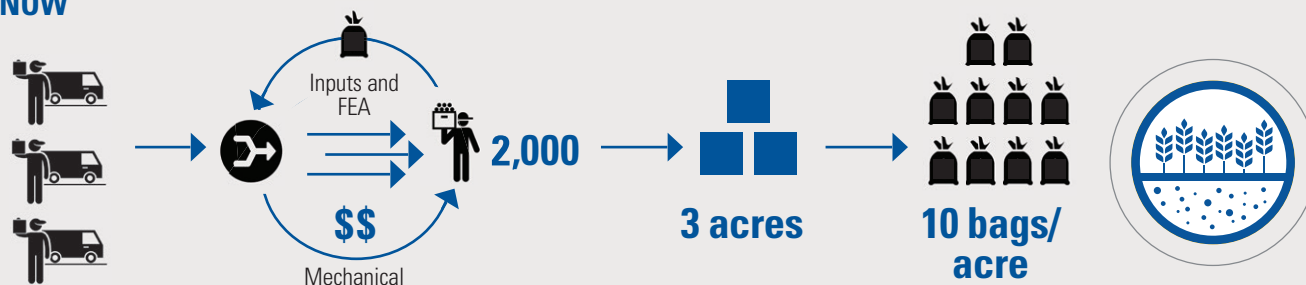 NOW
Inputs and
FEA
2,000
$$
Mechanical
3 acres
10 bags/
acre